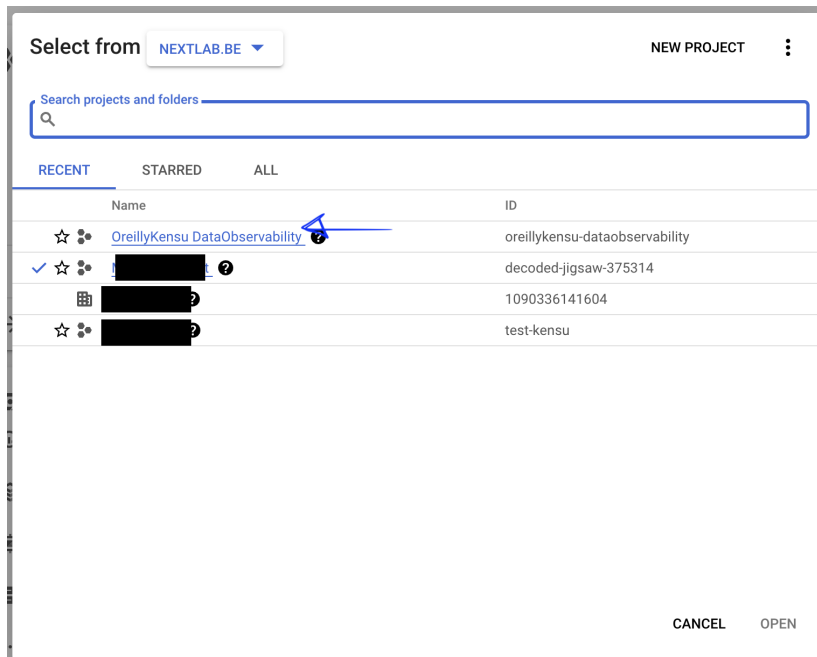 Select from NEXTLAB.BE NEW PROJECT
Search projects and folders
RECENT STARRED ALL
Name ID
OreillyKensu DataObservability ? oreillykensu-dataobservability
? decoded-jigsaw-375314
? 1090336141604
? test-kensu
CANCEL OPEN